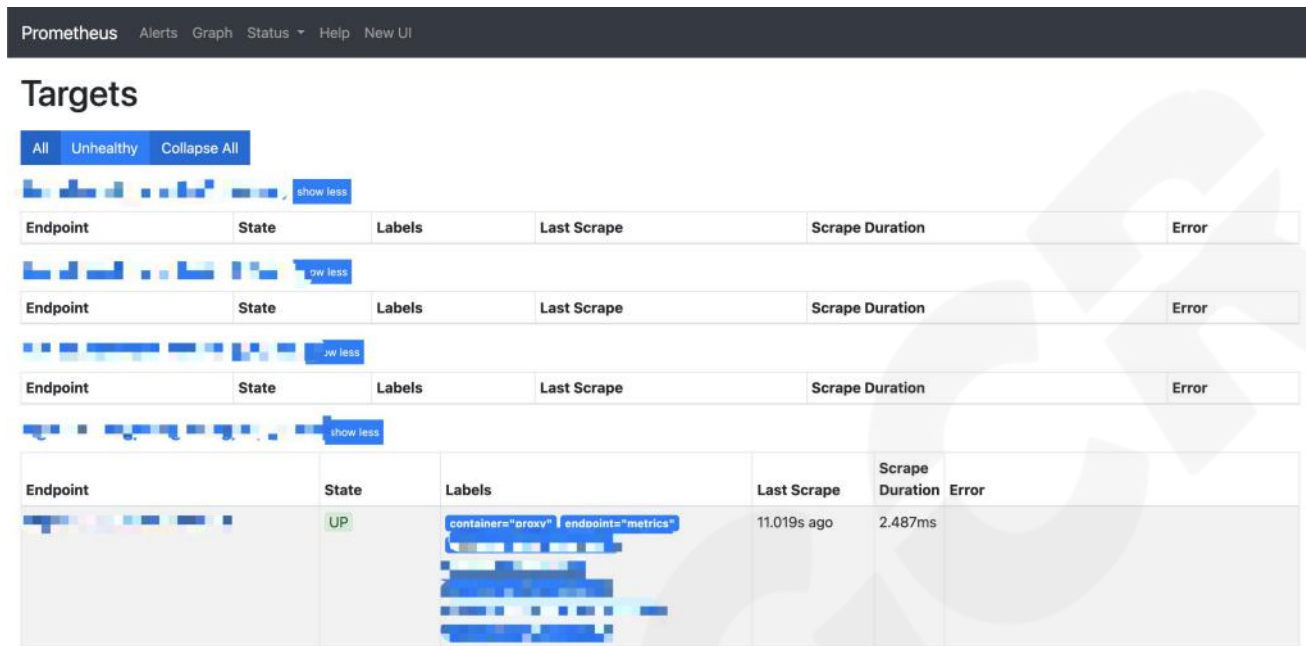 Prometheus Alerts Graph Status Help New UI
Targets
All Unhealthy Collapse All
show less
Endpoint State Labels Last Scrape Scrape Duration Error
less
Endpoint State Labels Last Scrape Scrape Duration Error
less
Endpoint State Labels Last Scrape Scrape Duration Error
show less
Endpoint State Labels Last Scrape Scrape Duration Error
UP container="proxy" endpoint="metrics" 11.019s ago 2.487ms